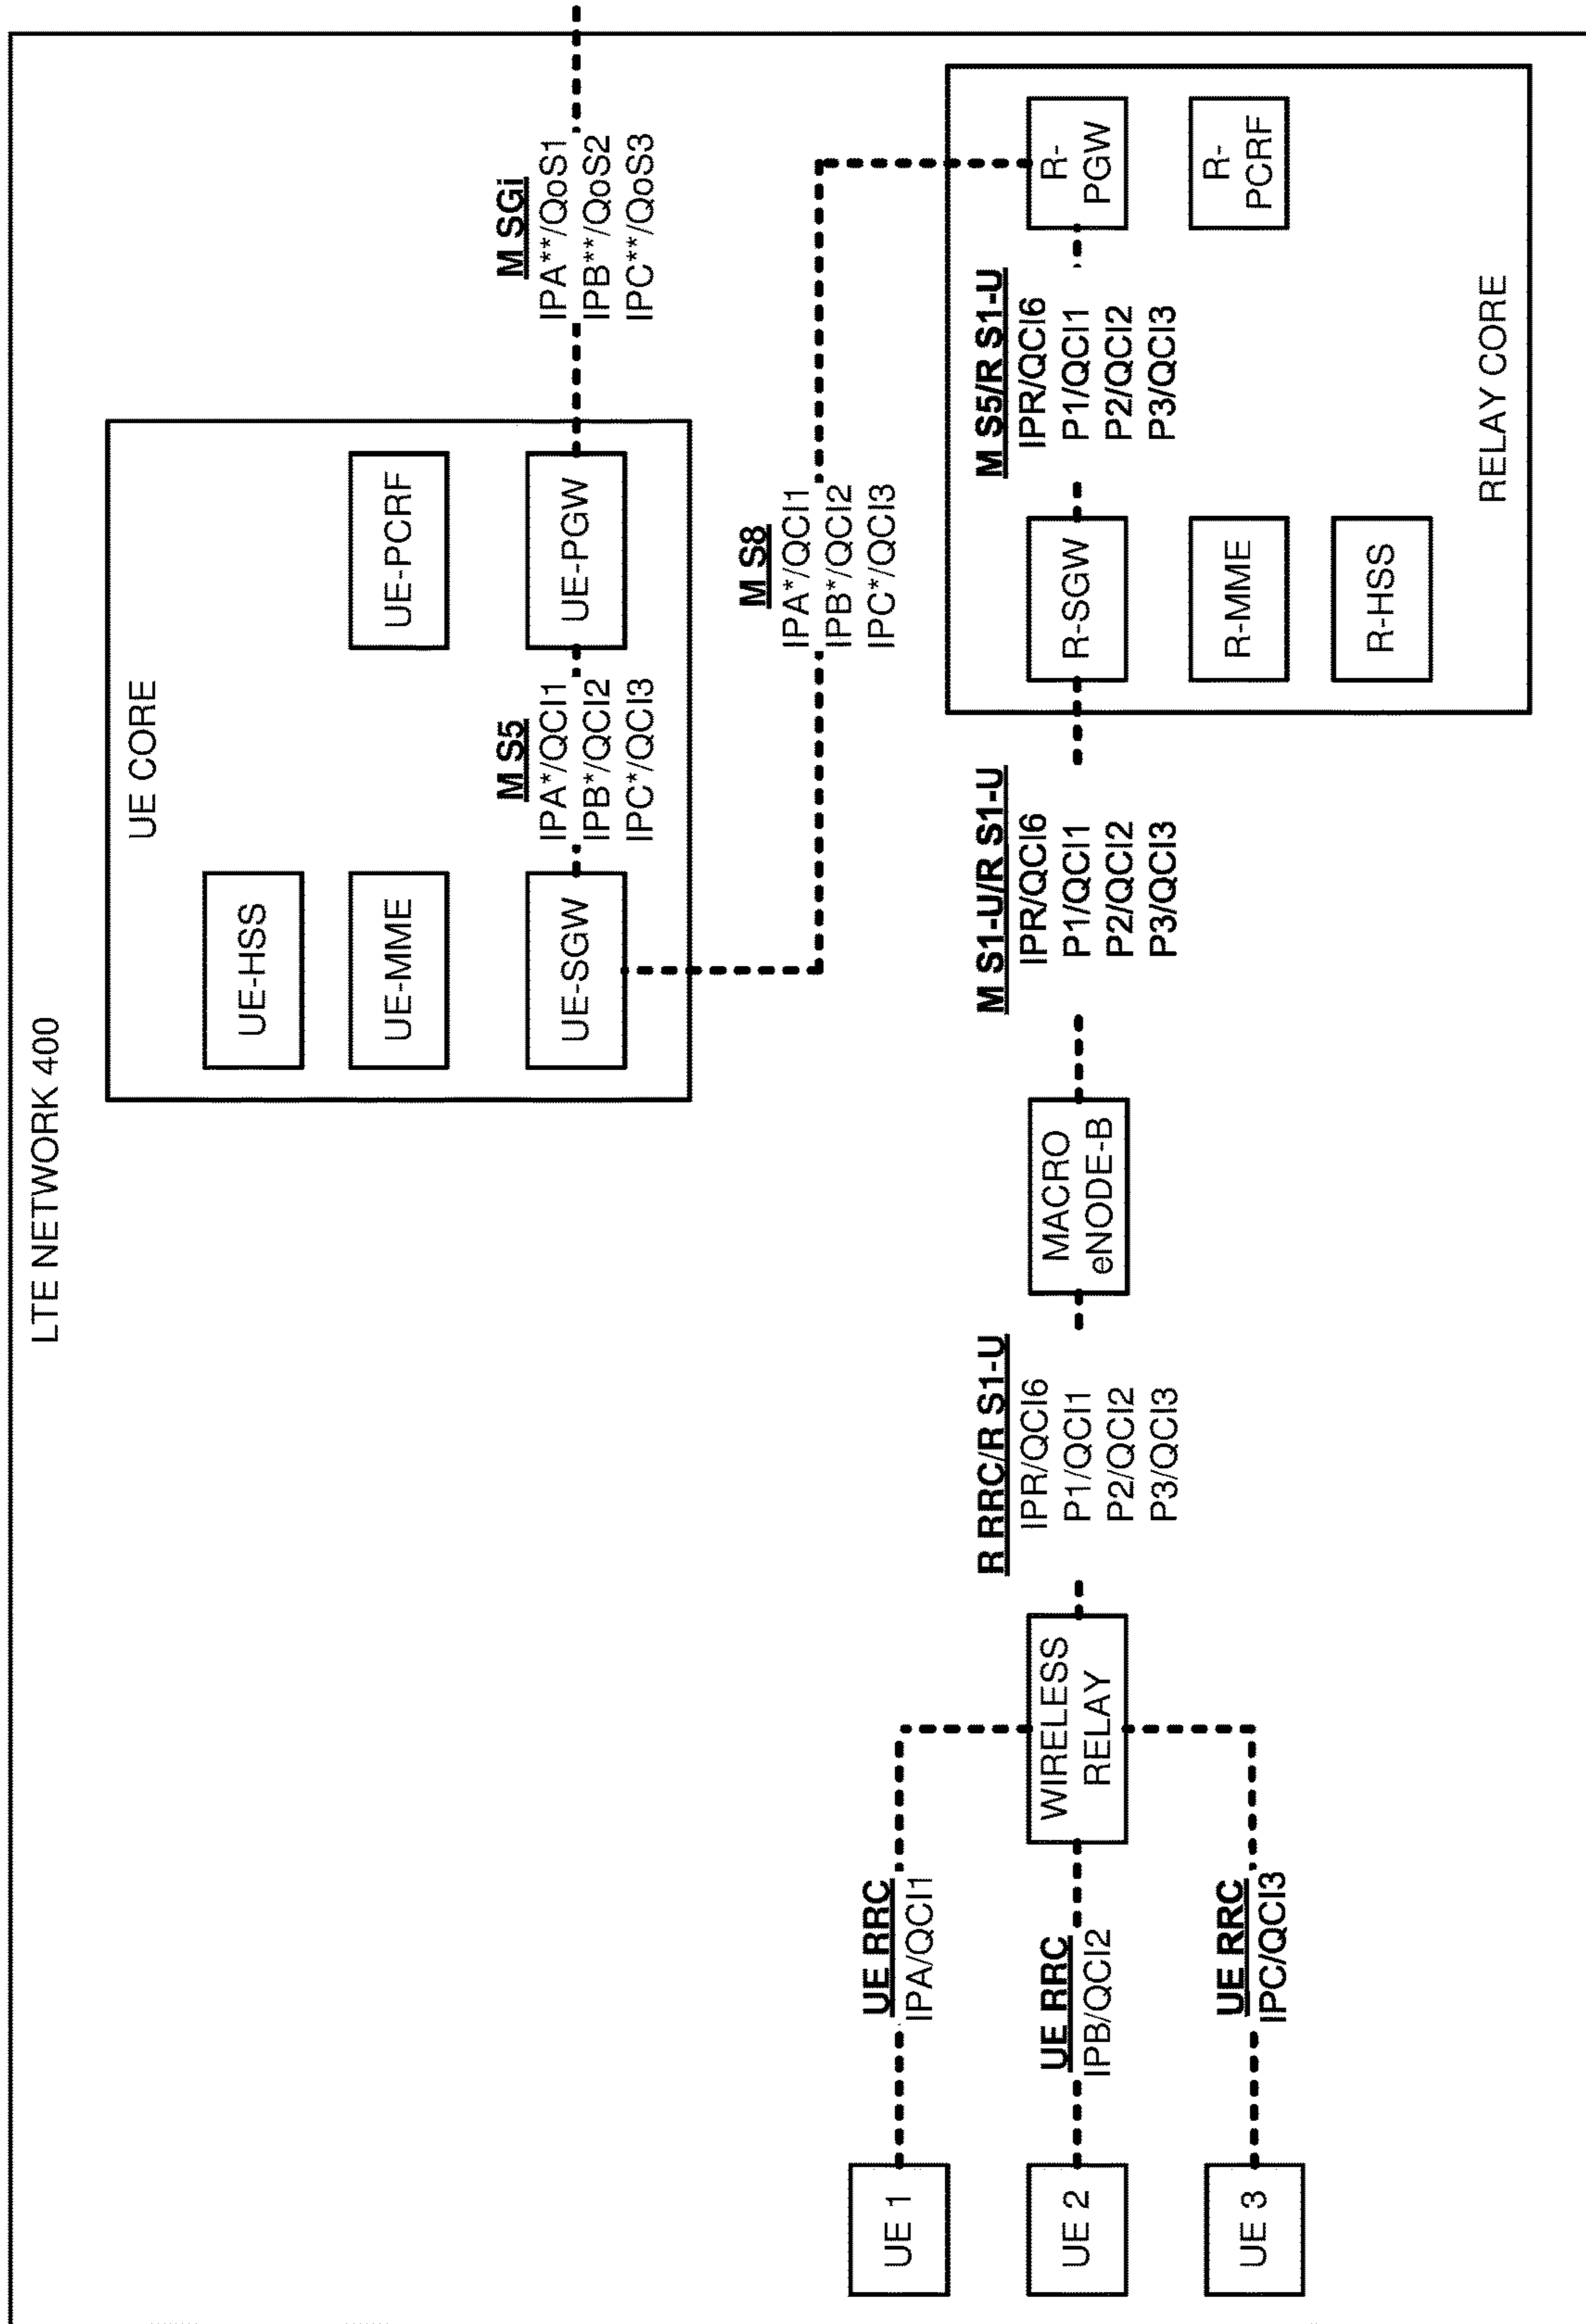 LTE NETWORK 400
UE CORE
UE-HSS
UE-MME
UE-PCRF
UE-SGW
M S5
IPA*/QCI1
IPB*/QCI2
IPC*/QCI3
UE-PGW
M SGi
IPA**/QoS1
IPB**/QoS2
IPC**/QoS3
M S8
IPA*/QCI1
IPB*/QCI2
IPC*/QCI3
UE 1
UE RRC
IPA/QCI1
UE 2
UE RRC
IPB/QCI2
UE 3
UE RRC
IPC/QCI3
WIRELESS
RELAY
R RRC/R S1-U
IPR/QCI6
P1/QCI1
P2/QCI2
P3/QCI3
MACRO
eNODE-B
M S1-U/R S1-U
IPR/QCI6
P1/QCI1
P2/QCI2
P3/QCI3
R-SGW
M S5/R S1-U
IPR/QCI6
P1/QCI1
P2/QCI2
P3/QCI3
R-
PGW
R-MME
R-
PCRF
R-HSS
RELAY CORE